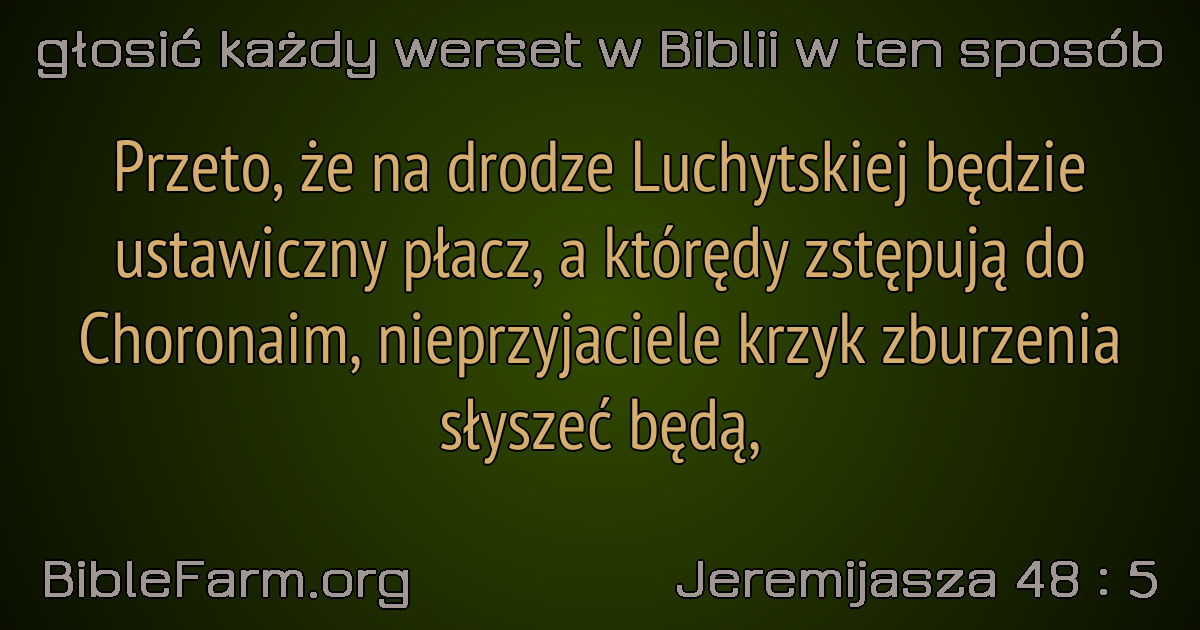 głosić każdy werset w Biblii w ten sposób
Przeto, że na drodze Luchytskiej będzie
ustawiczny płacz, a którędy zstępują do
Choronaim, nieprzyjaciele krzyk zburzenia
słyszeć będą,
BibleFarm.org
Jeremijasza 48 : 5